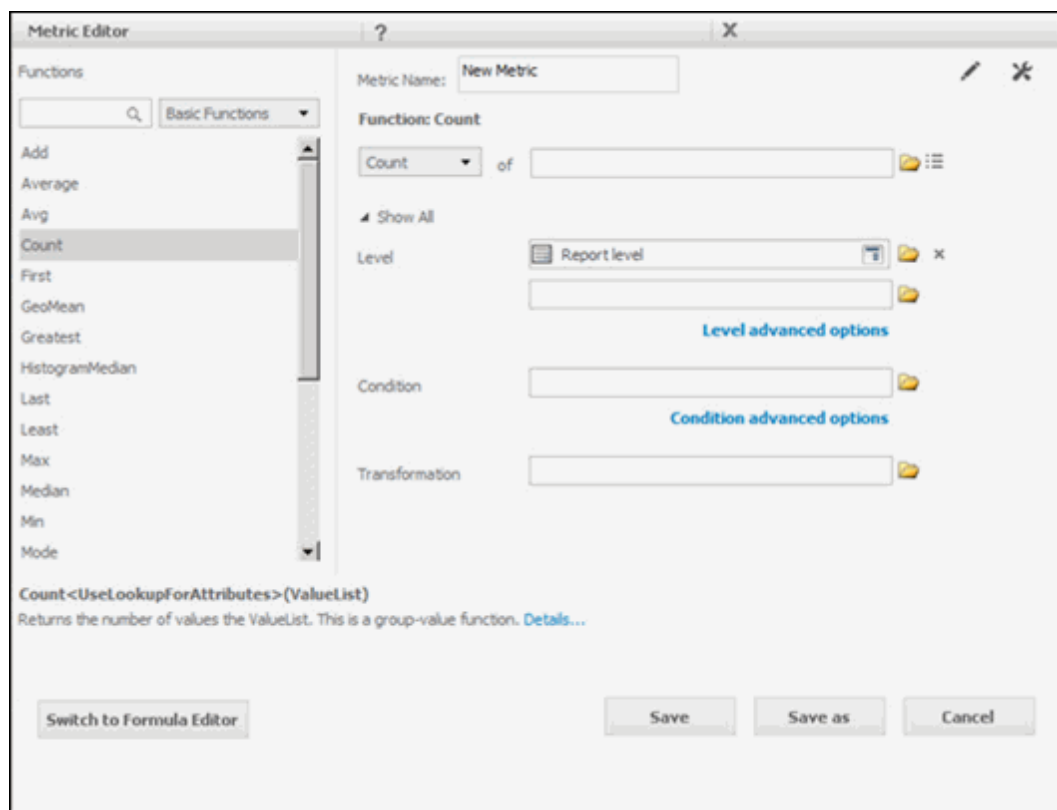 Metric Editor
?
X
Functions
Basic Functions
Add
Average
Avg
Count
First
GeoMean
Greatest
HistogramMedian
Last
Least
Max
Median
Min
Mode
Metric Name:
New Metric
Function: Count
Count
of
Show All
Level
Report level
Level advanced options
Condition
Condition advanced options
Transformation
Count<UseLookupForAttributes>(ValueList)
Returns the number of values the ValueList. This is a group-value function. Details...
Switch to Formula Editor
Save
Save as
Cancel